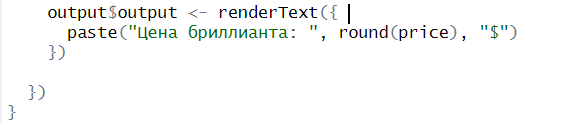 output$output <- renderText({
paste("Цена бриллианта: ", round(price), "$")
})
})
}